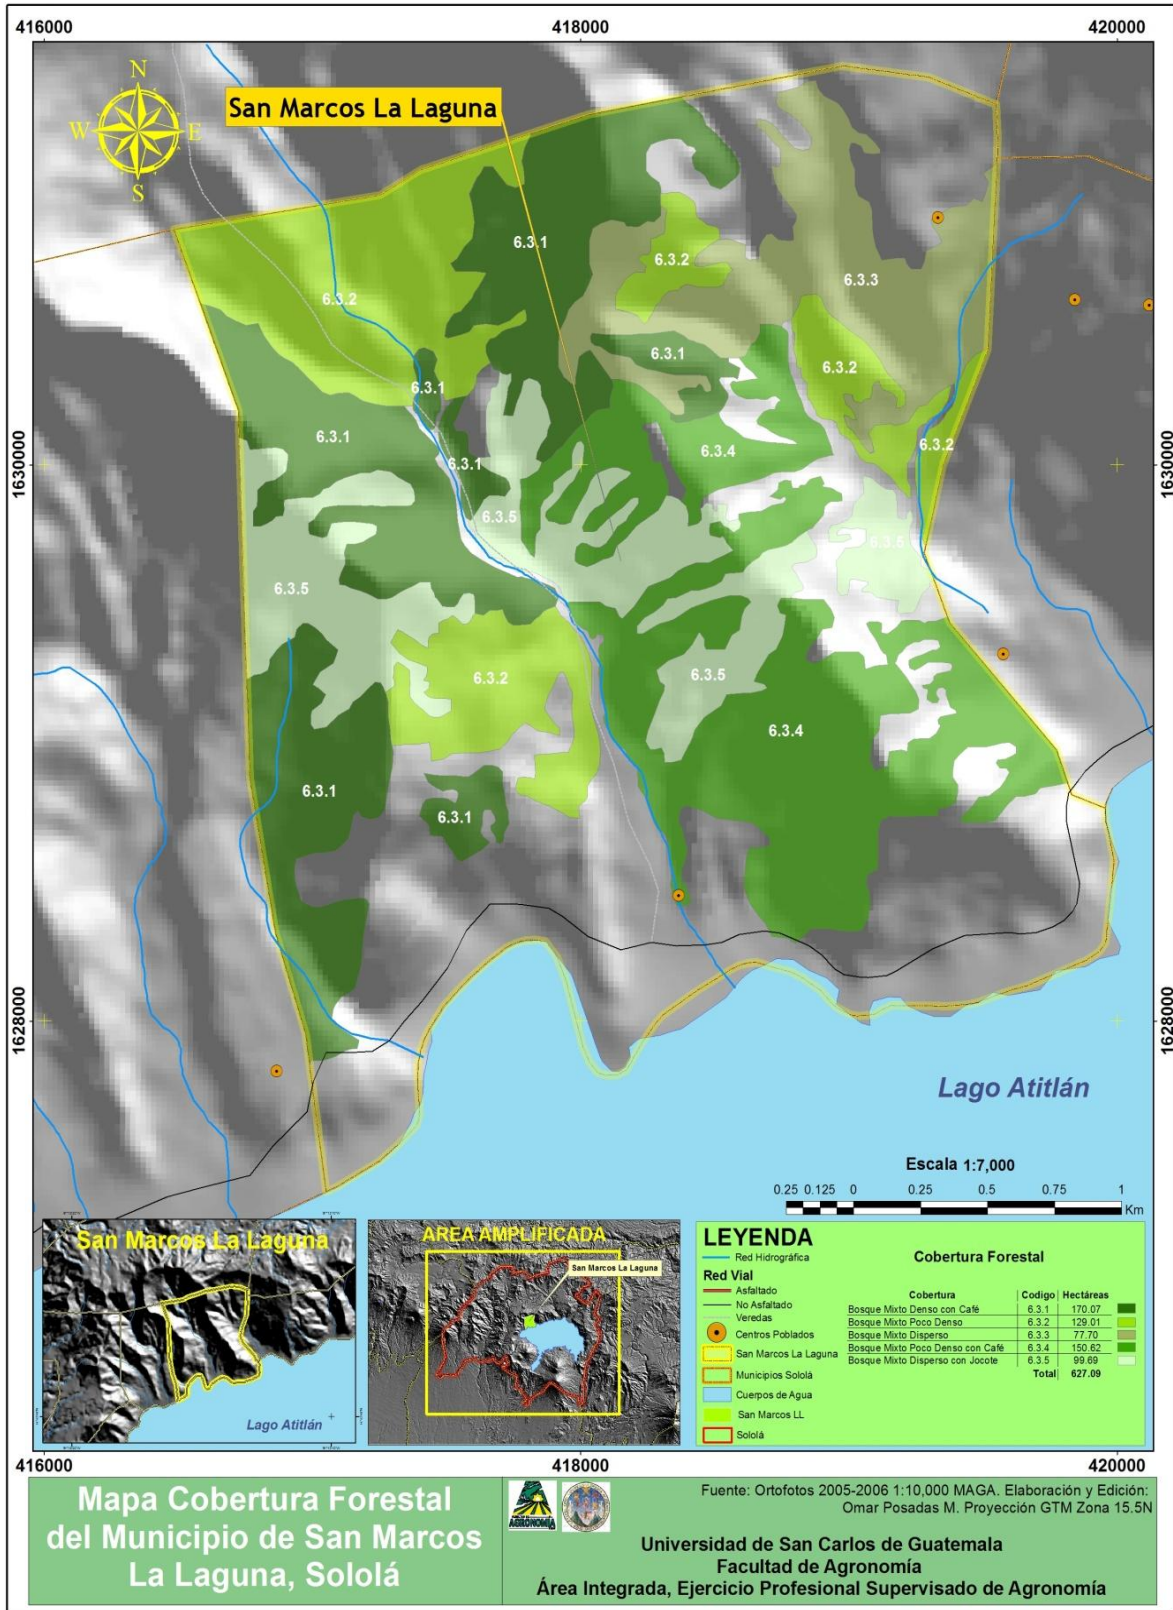 416000
418000
420000
N
W
E
S
San Marcos La Laguna
6.3.1
6.3.2
6.3.3
6.3.2
6.3.1
6.3.2
6.3.1
6.3.1
6.3.4
6.3.2
6.3.1
1630000
1630000
6.3.5
6.3.5
6.3.5
6.3.2
6.3.5
6.3.4
6.3.1
6.3.1
1628000
1628000
Lago Atitlán
Escala 1:7,000
0.25 0.125 0 0.25 0.5 0.75 1
Km
San Marcos La Laguna
Lago Atitlán
AREA AMPLIFICADA
San Marcos La Laguna
LEYENDA
Red Hidrográfica
Red Vial
Asfaltado
No Asfaltado
Veredas
Centros Poblados
San Marcos La Laguna
Municipios Sololá
Cuerpos de Agua
San Marcos LL
Sololá
Cobertura Forestal
Cobertura Codigo Hectáreas
Bosque Mixto Denso con Café 6.3.1 170.07
Bosque Mixto Poco Denso 6.3.2 129.01
Bosque Mixto Disperso 6.3.3 77.70
Bosque Mixto Poco Denso con Café 6.3.4 150.62
Bosque Mixto Disperso con Jocote 6.3.5 99.69
Total 627.09
416000
418000
420000
Mapa Cobertura Forestal
del Municipio de San Marcos
La Laguna, Sololá
AGRONOMIA
Fuente: Ortofotos 2005-2006 1:10,000 MAGA. Elaboración y Edición:
Omar Posadas M. Proyección GTM Zona 15.5N
Universidad de San Carlos de Guatemala
Facultad de Agronomía
Área Integrada, Ejercicio Profesional Supervisado de Agronomía